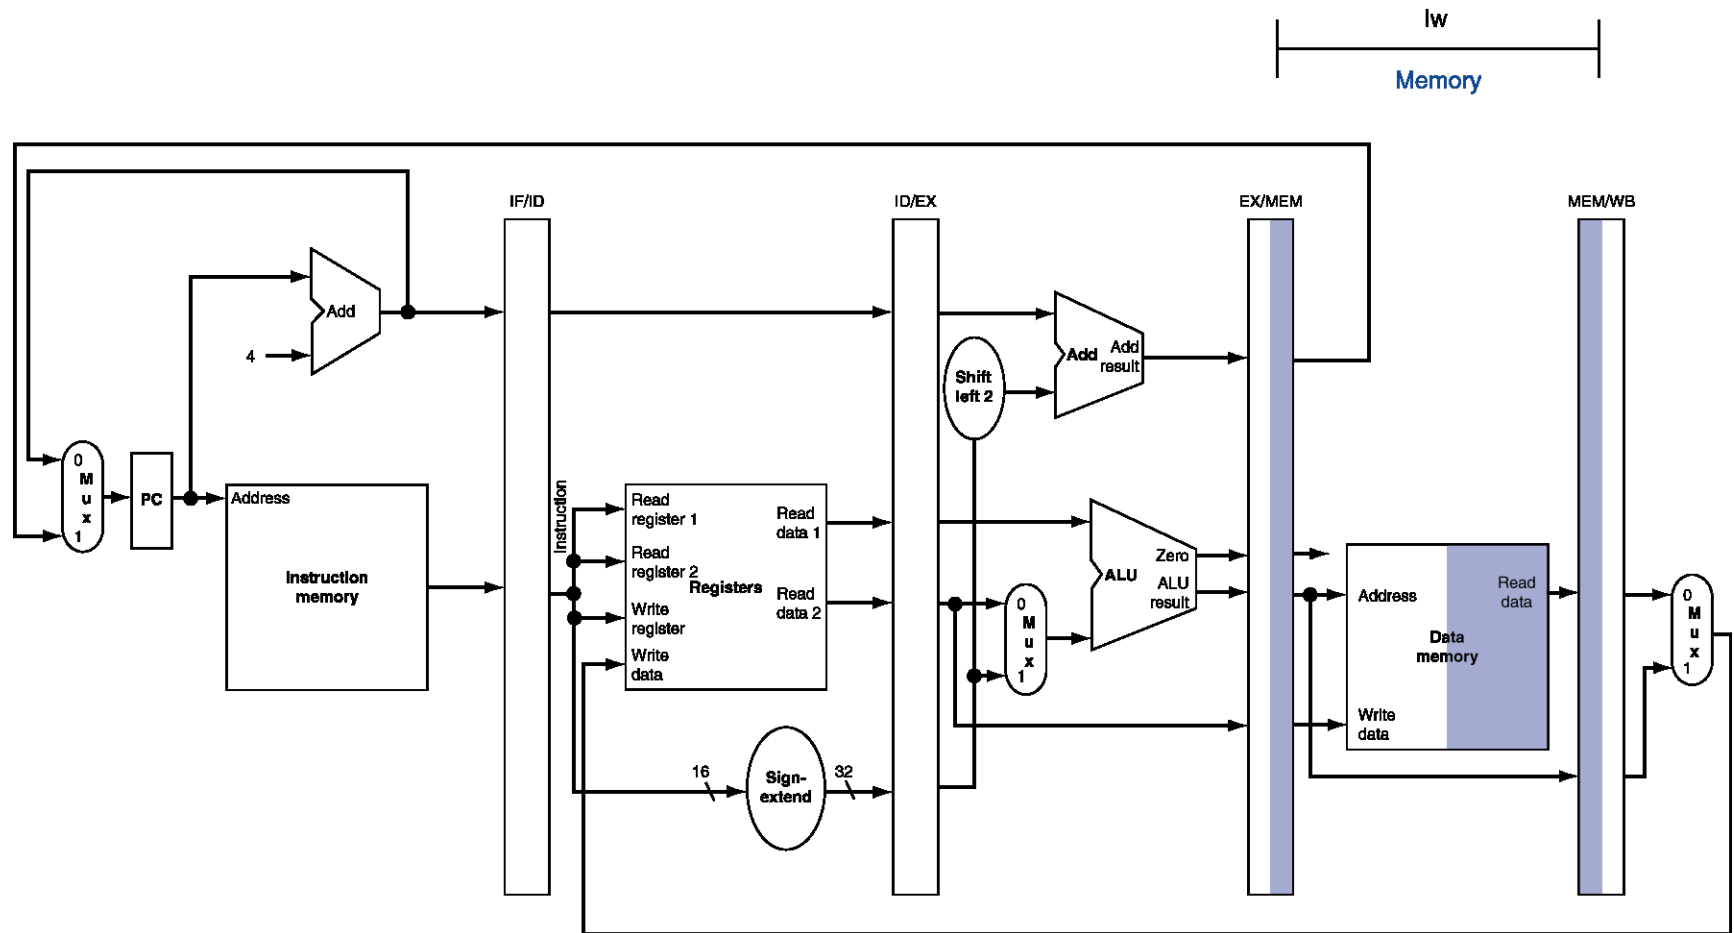 lw
Memory
IF/ID
ID/EX
EX/MEM
MEM/WB
Add
4
Add
Add
result
Shift
left 2
0
M
u
x
1
PC
Address
Instruction
memory
Instruction
Read
register 1
Read
register 2
Registers
Write
register
Write
data
Read
data 1
Read
data 2
16
Sign-
extend
32
0
M
u
x
1
Zero
ALU
ALU
result
Address
Read
data
Data
memory
Write
data
0
M
u
x
1